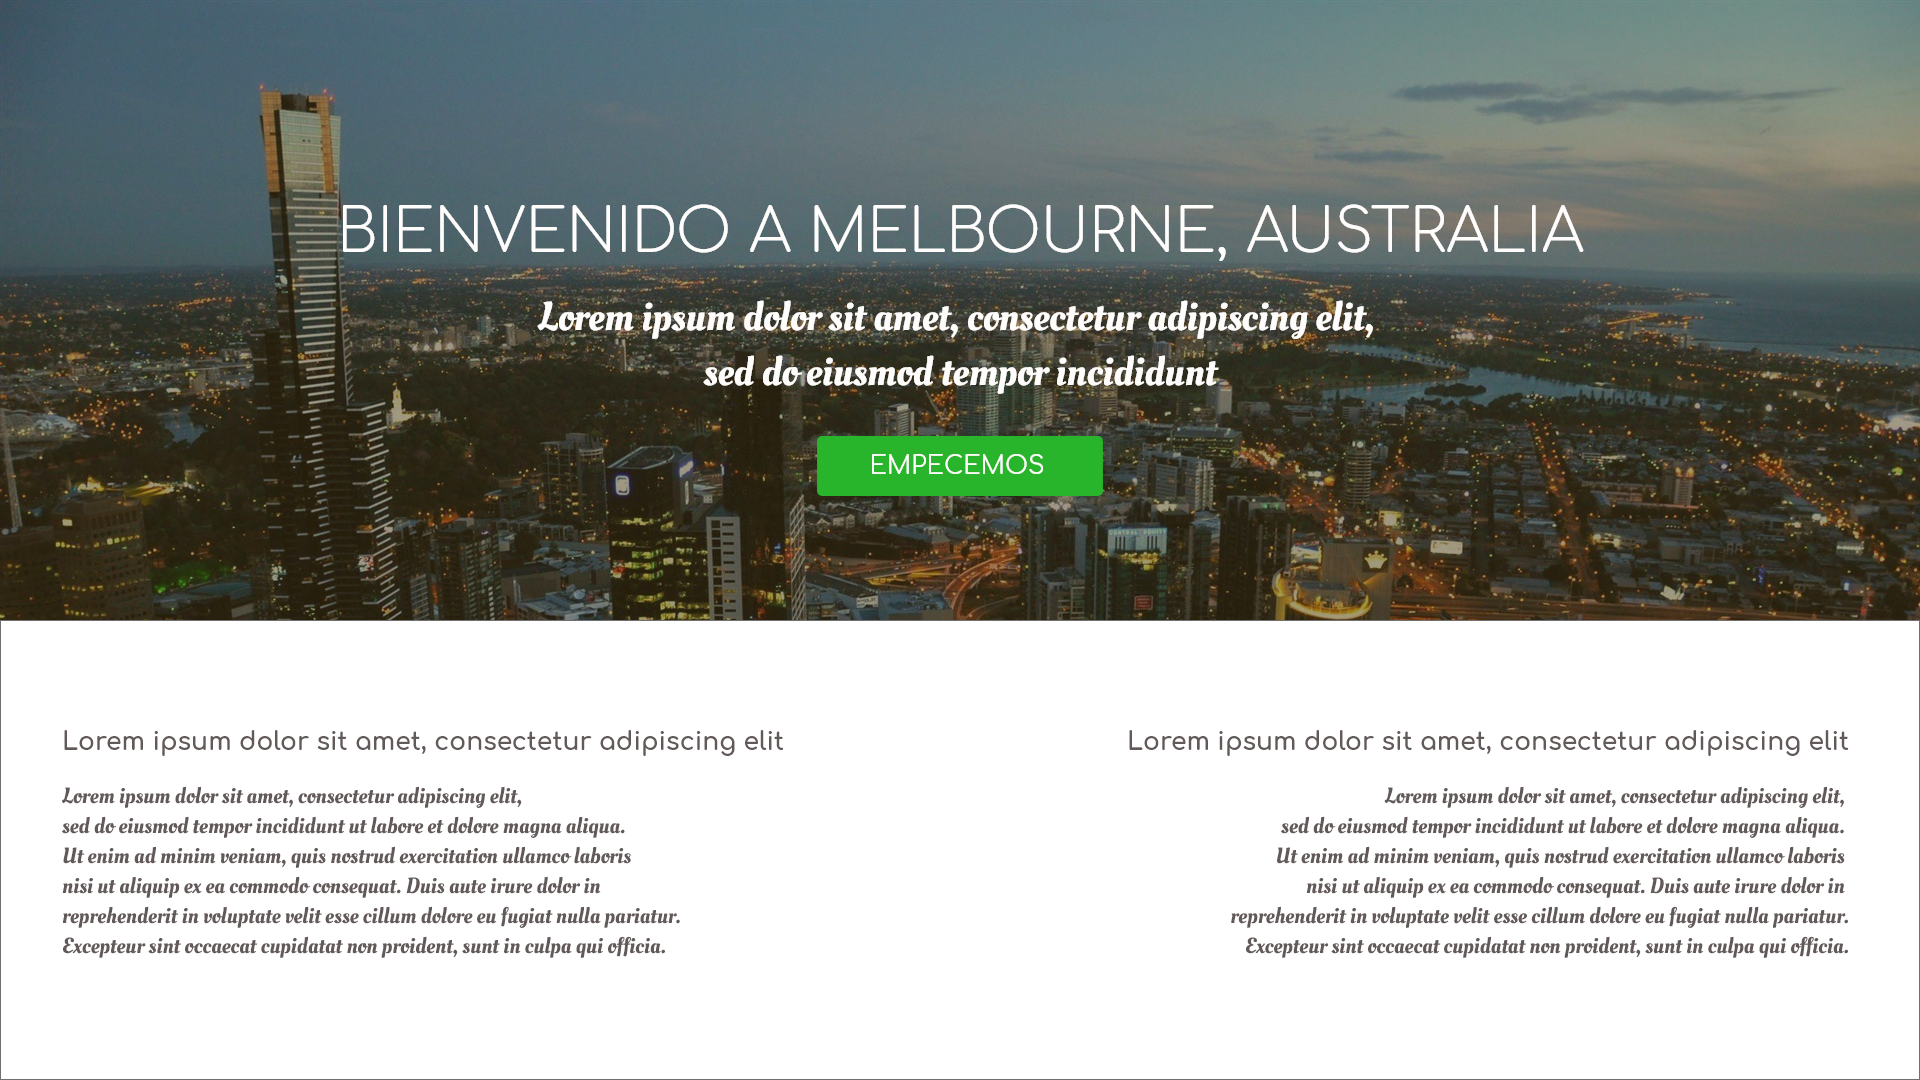 BIENVENIDO A MELBOURNE, AUSTRALIA
Lorem ipsum dolor sit amet, consectetur adipiscing elit,
sed do eiusmod tempor incididunt
EMPECEMOS
Lorem ipsum dolor sit amet, consectetur adipiscing elit
Lorem ipsum dolor sit amet, consectetur adipiscing elit,
sed do eiusmod tempor incididunt ut labore et dolore magna aliqua.
Ut enim ad minim veniam, quis nostrud exercitation ullamco laboris
nisi ut aliquip ex ea commodo consequat. Duis aute irure dolor in
reprehenderit in voluptate velit esse cillum dolore eu fugiat nulla pariatur.
Excepteur sint occaecat cupidatat non proident, sunt in culpa qui officia.
Lorem ipsum dolor sit amet, consectetur adipiscing elit
Lorem ipsum dolor sit amet, consectetur adipiscing elit,
sed do eiusmod tempor incididunt ut labore et dolore magna aliqua.
Ut enim ad minim veniam, quis nostrud exercitation ullamco laboris
nisi ut aliquip ex ea commodo consequat. Duis aute irure dolor in
reprehenderit in voluptate velit esse cillum dolore eu fugiat nulla pariatur.
Excepteur sint occaecat cupidatat non proident, sunt in culpa qui officia.